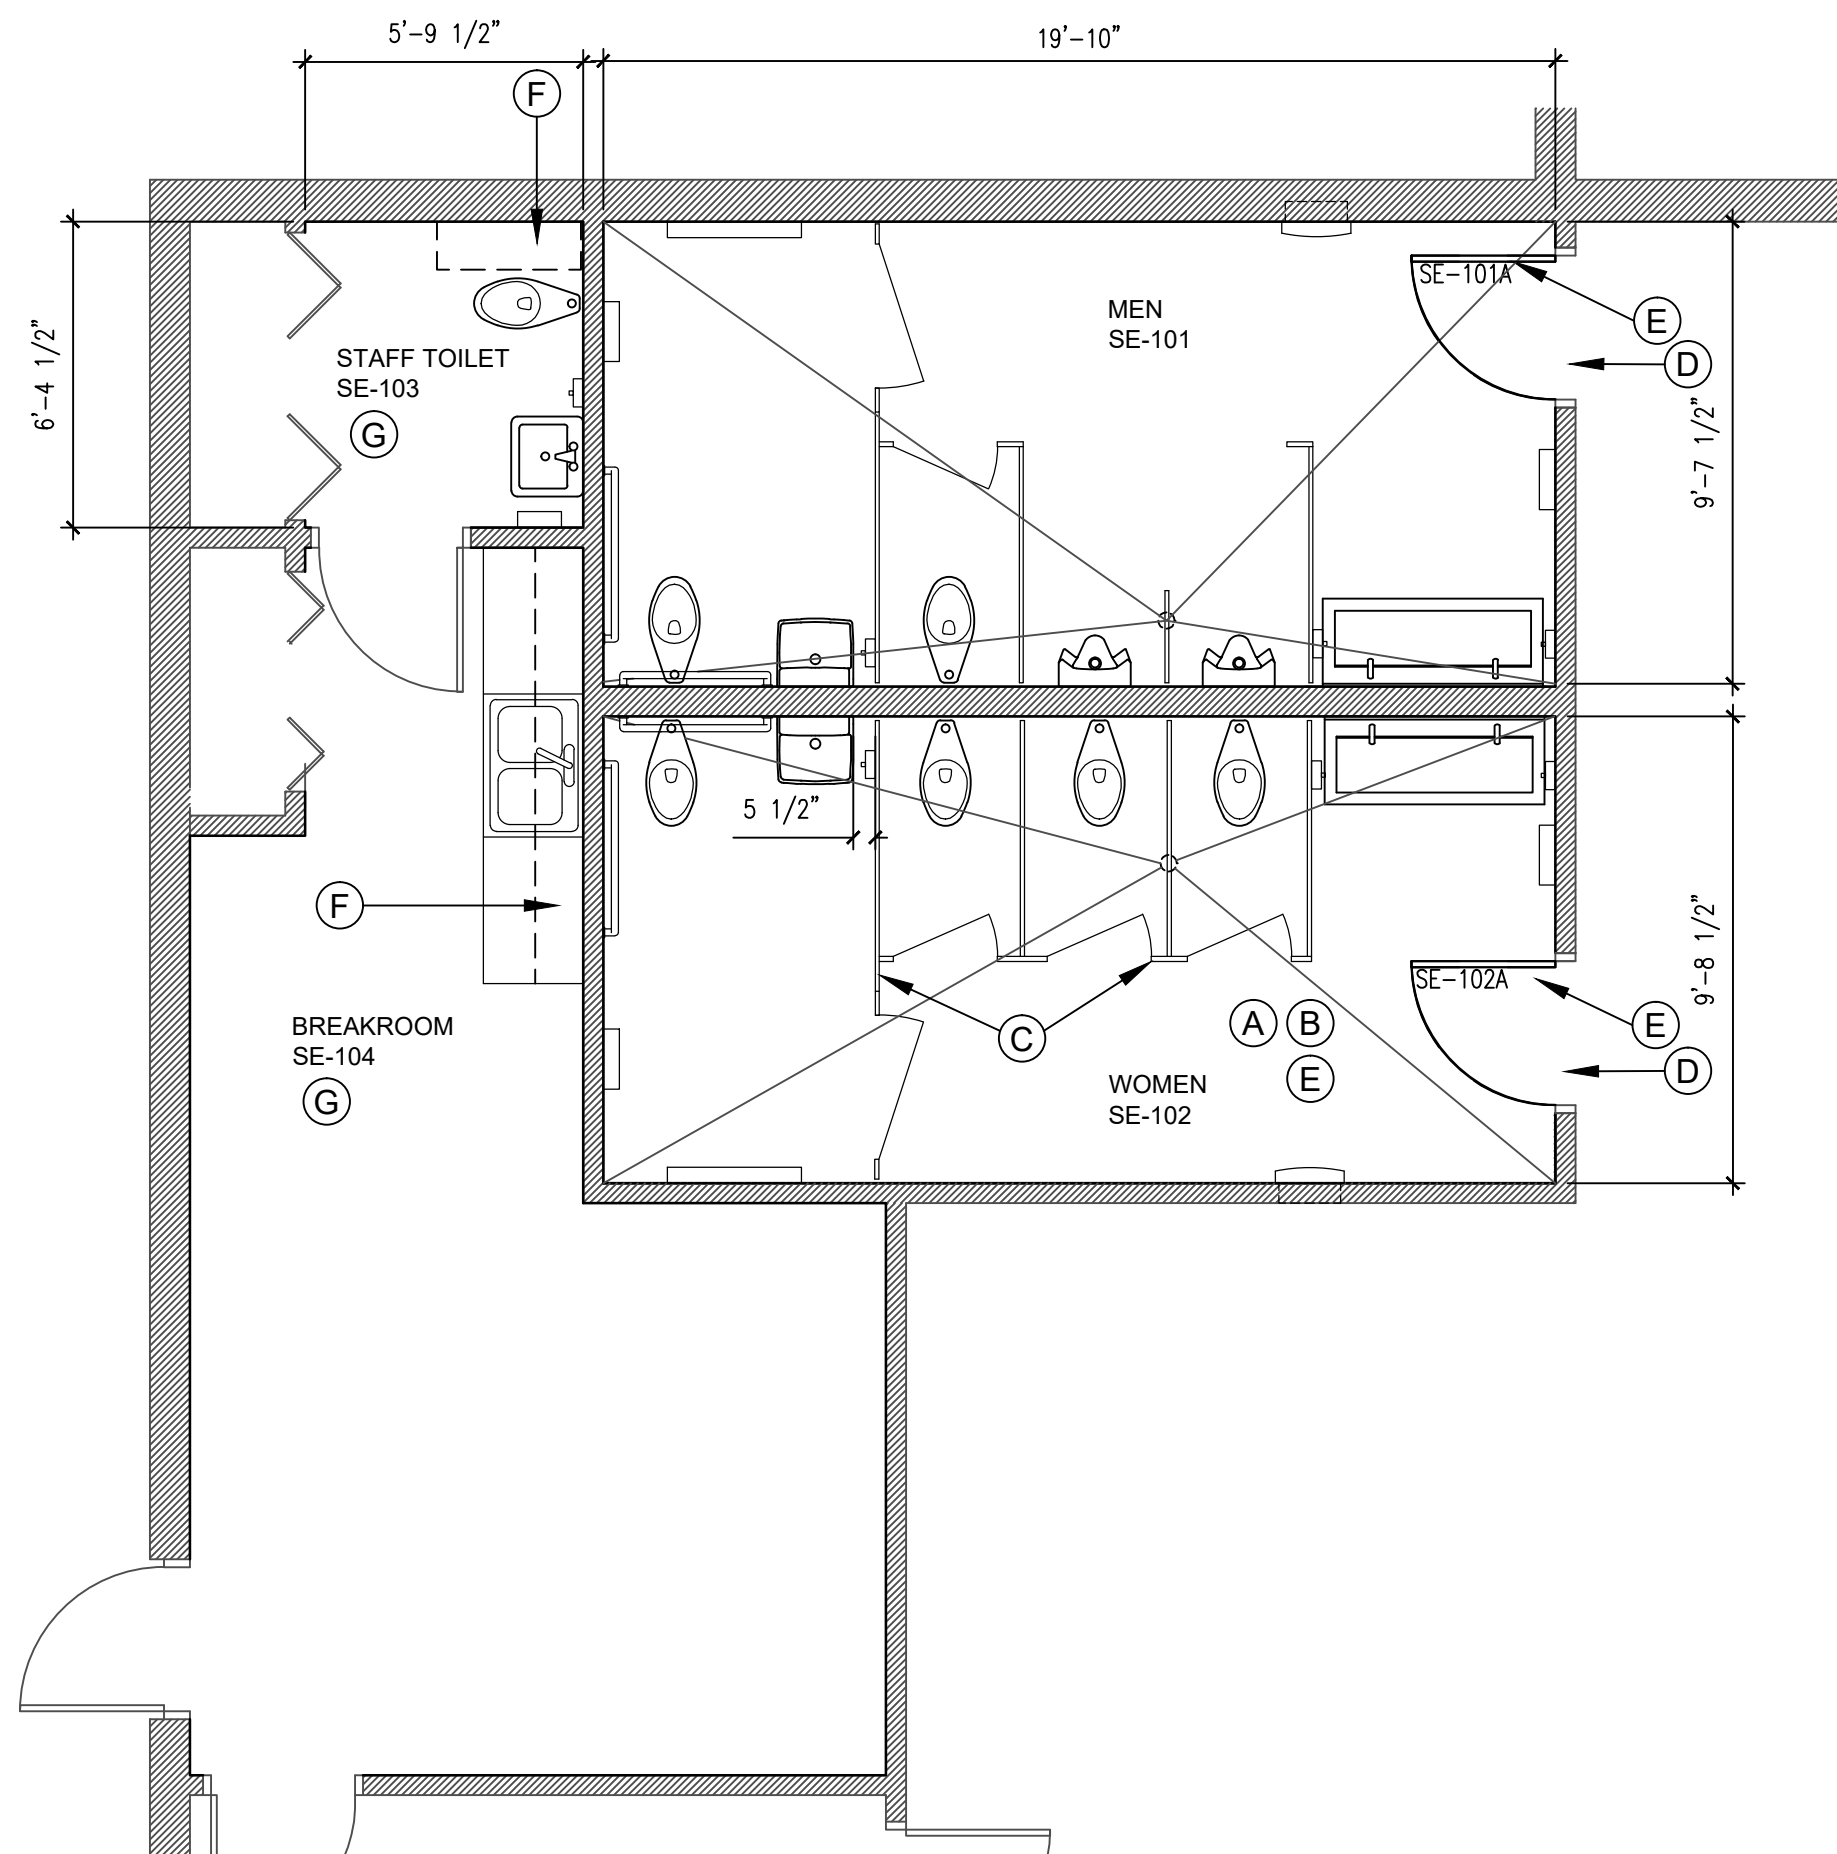 5'-9 1/2"
19'-10"
F
SE-101A
MEN
SE-101
E
D
6'-4 1/2"
STAFF TOILET
SE-103
G
9'-7 1/2"
5 1/2"
F
9'-8 1/2"
SE-102A
C
A
B
E
E
D
BREAKROOM
SE-104
G
WOMEN
SE-102